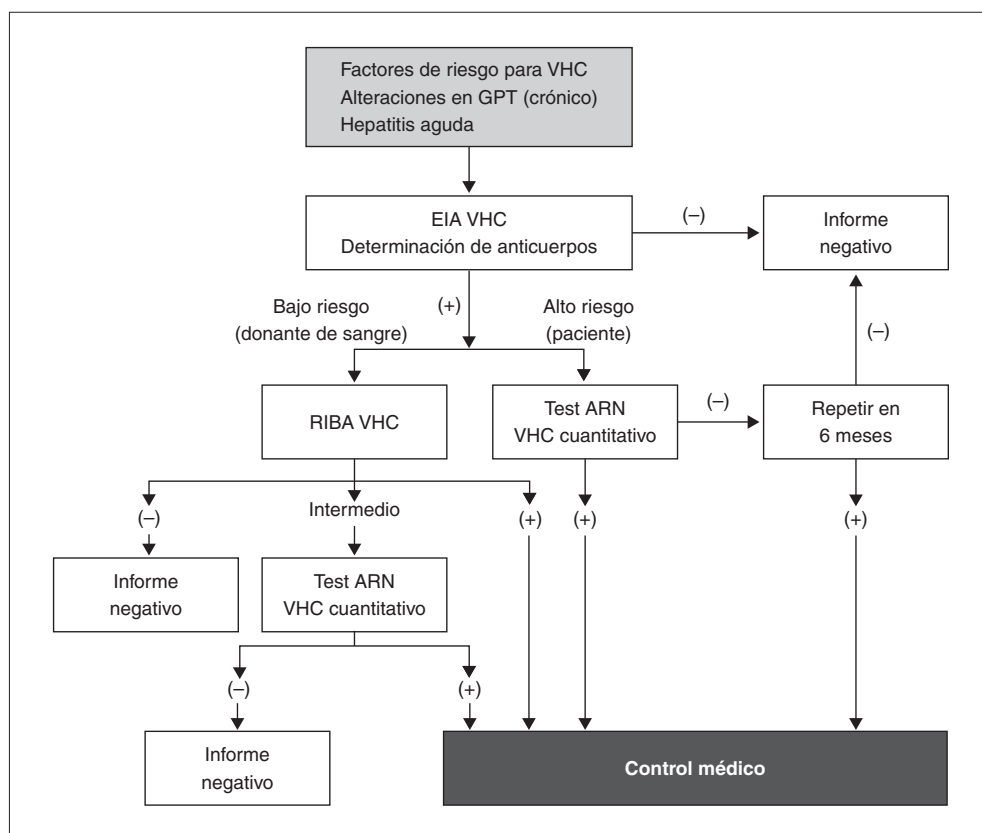 Factores de riesgo para VHC
Alteraciones en GPT (crónico)
Hepatitis aguda
EIA VHC
Determinación de anticuerpos
(–)
Informe
negativo
Bajo riesgo
(donante de sangre)
(+)
Alto riesgo
(paciente)
(–)
RIBA VHC
Test ARN
VHC cuantitativo
(–)
Repetir en
6 meses
(–)
Intermedio
(+)
(+)
(+)
Informe
negativo
Test ARN
VHC cuantitativo
(–)
(+)
Informe
negativo
Control médico